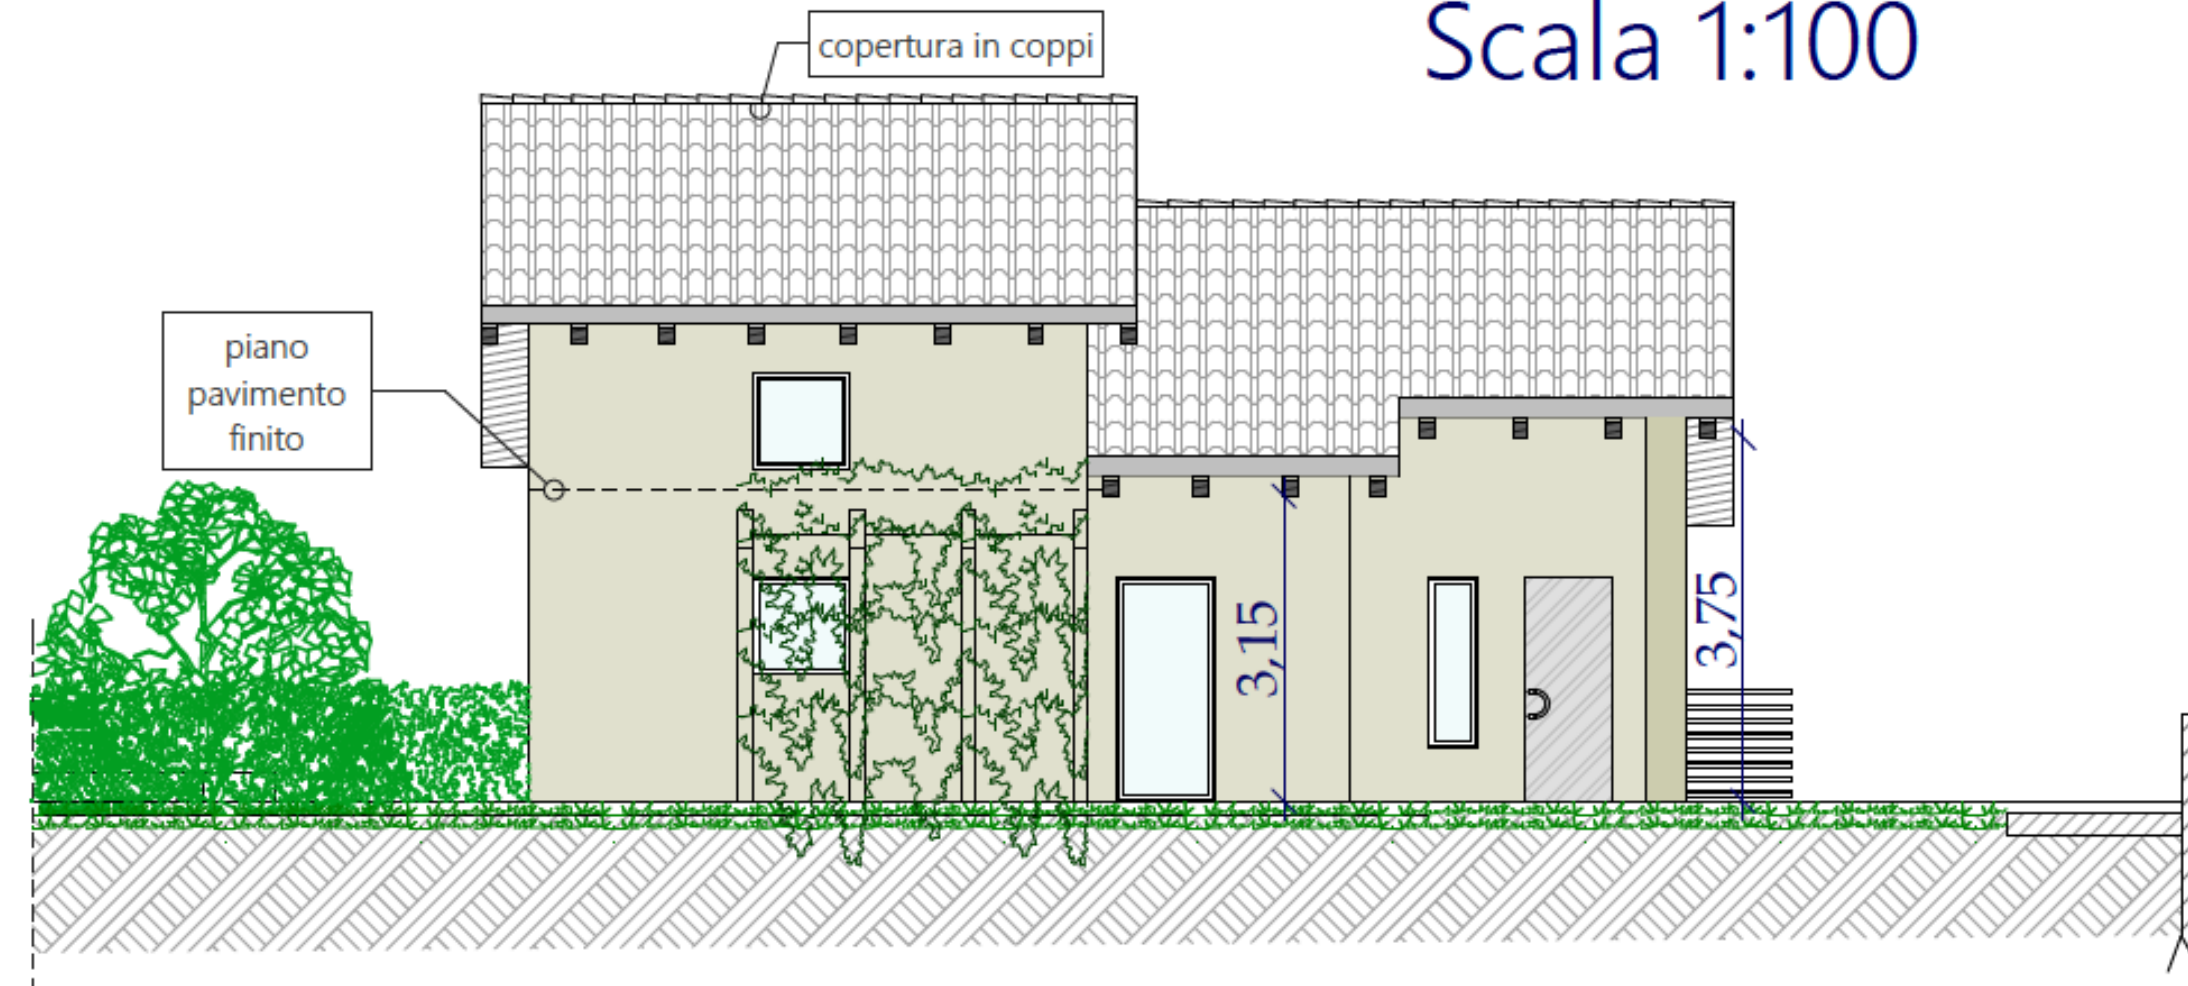 Scala 1:100
copertura in coppi
piano
pavimento
finito
3,15
3,75